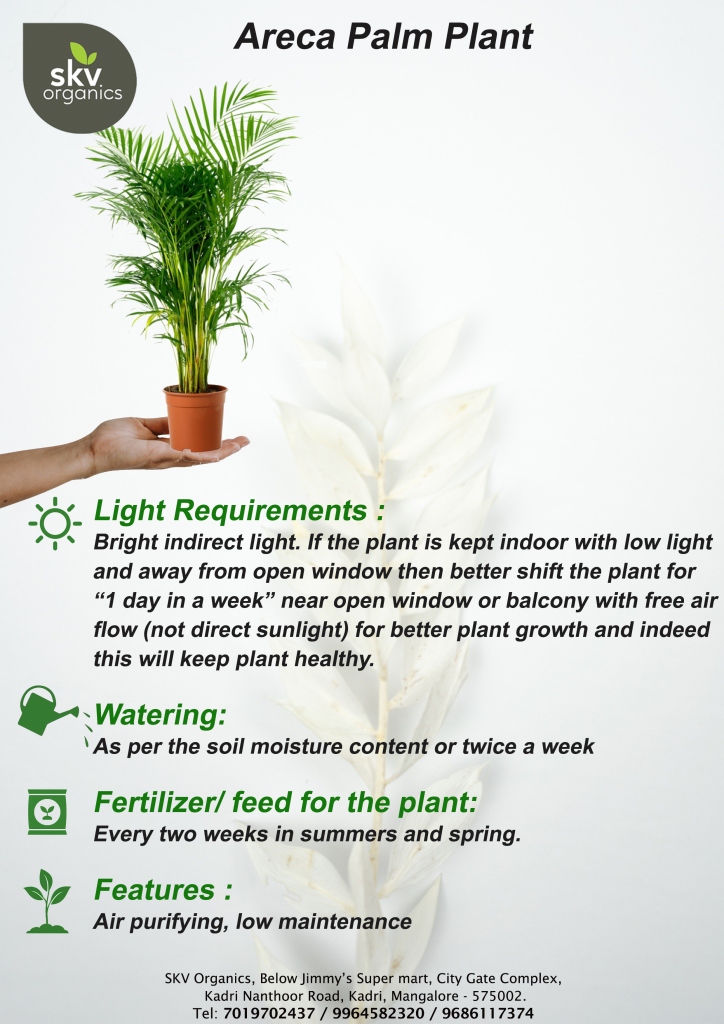 Areca Palm Plant
skv
organics
Light Requirements :
Bright indirect light. If the plant is kept indoor with low light
and away from open window then better shift the plant for
“1 day in a week” near open window or balcony with free air
flow (not direct sunlight) for better plant growth and indeed
this will keep plant healthy.
Watering:
As per the soil moisture content or twice a week
Fertilizer/ feed for the plant:
Every two weeks in summers and spring.
Features :
Air purifying, low maintenance
SKV Organics, Below Jimmy’s Super mart, City Gate Complex,
Kadri Nanthoor Road, Kadri, Mangalore - 575002.
Tel: 7019702437 / 9964582320 / 9686117374